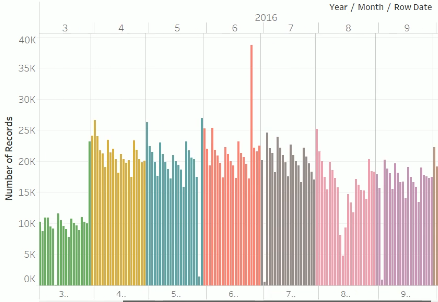 Year / Month / Row Date
2016
3 4 5 6 7 8 9
40K
35K
30K
25K
20K
15K
10K
5K
0K
Number of Records
3.. 4.. 5.. 6.. 7.. 8.. 9..